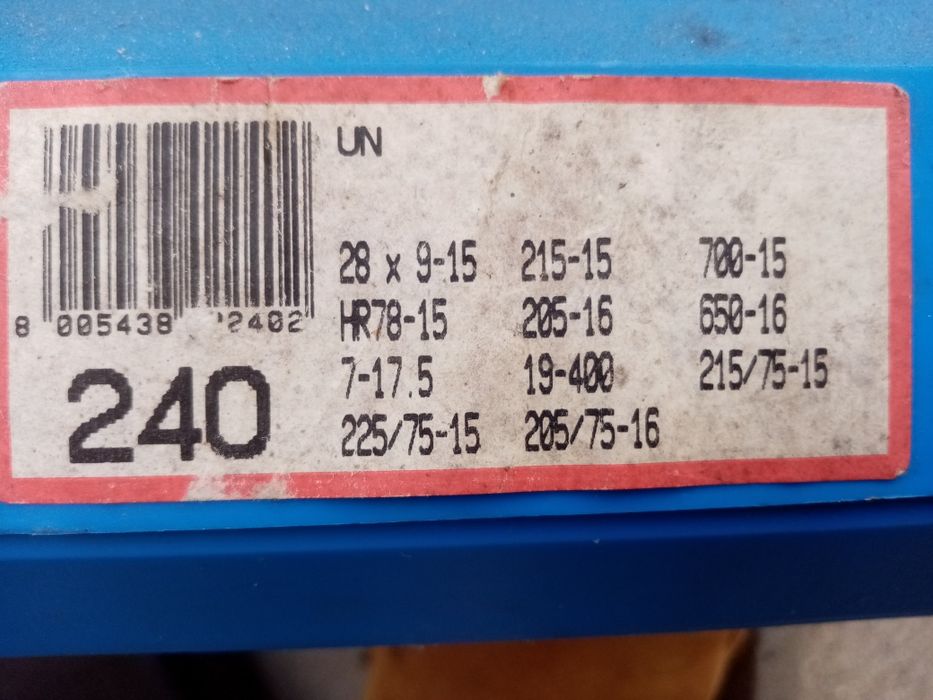 UN
28 x 9-15 215-15 700-15
HR78-15 205-16 650-16
7-17.5 19-400 215/75-15
225/75-15 205/75-16
8 005438 2402
240